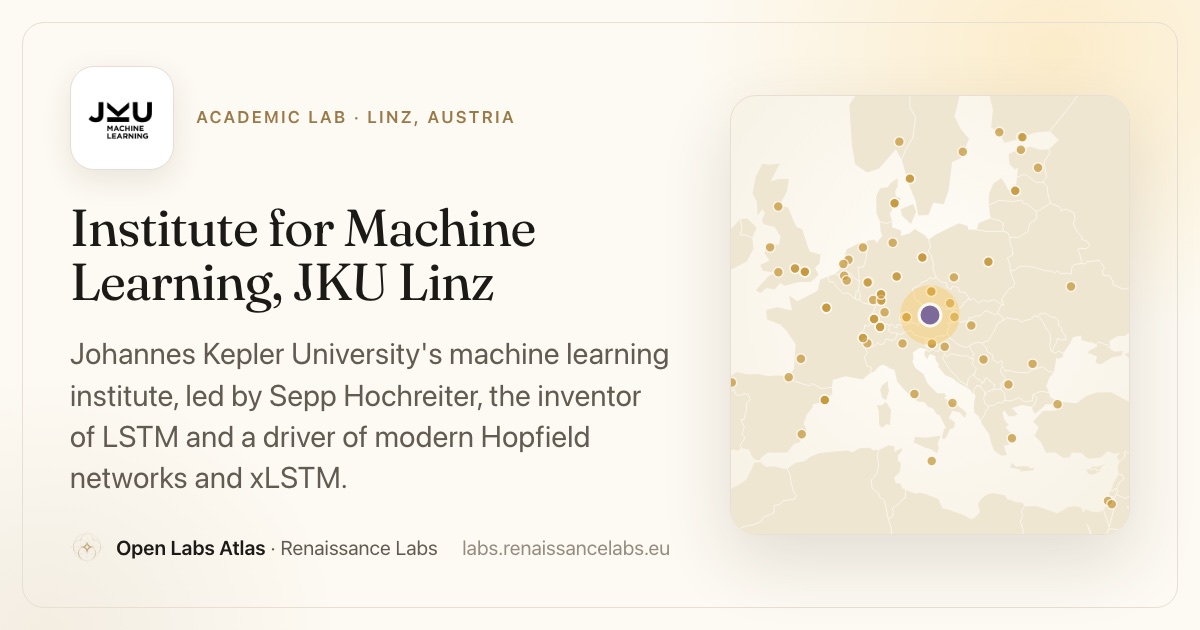 JKU
MACHINE
LEARNING
ACADEMIC LAB · LINZ, AUSTRIA
Institute for Machine
Learning, JKU Linz
Johannes Kepler University's machine learning
institute, led by Sepp Hochreiter, the inventor
of LSTM and a driver of modern Hopfield
networks and xLSTM.
Open Labs Atlas · Renaissance Labs labs.renaissancelabs.eu